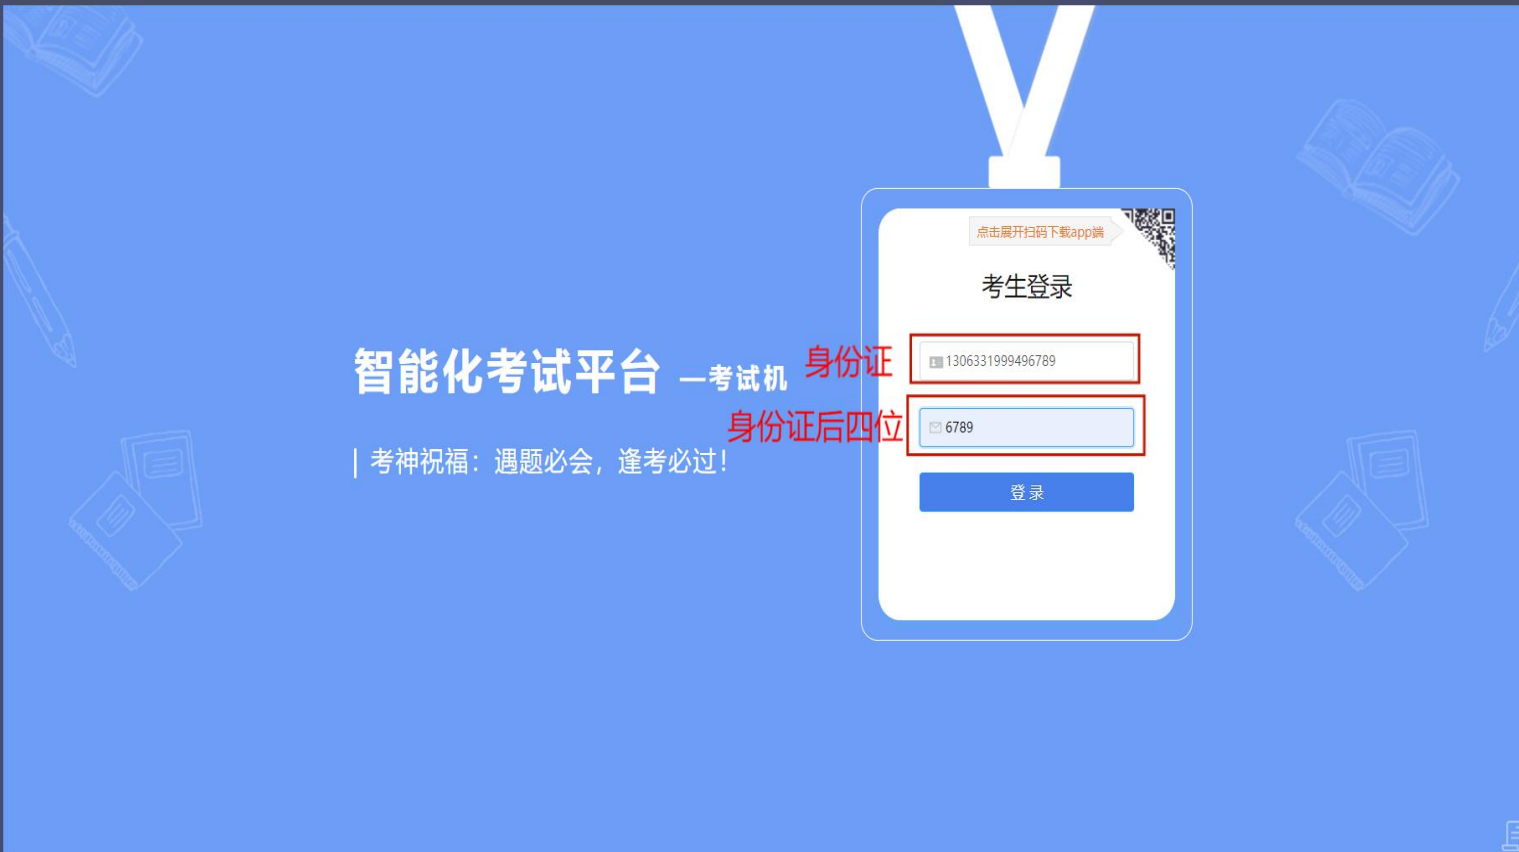 点击展开扫码下载app端
考生登录
智能化考试平台 —考试机
身份证
1306331999496789
身份证后四位
6789
考神祝福：遇题必会，逢考必过！
登录